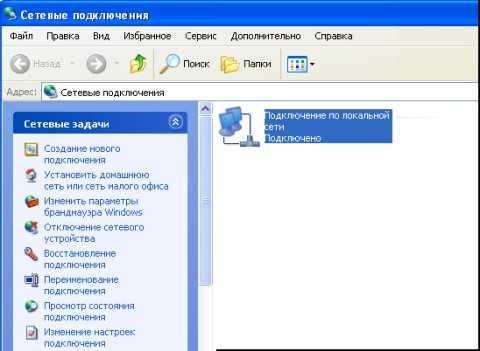 Сетевые подключения
Файл Правка Вид Избранное Сервис Дополнительно Справка
Назад Поиск Папки
Адрес: Сетевые подключения
Сетевые задачи
Создание нового
подключения
Установить домашнюю
сеть или сеть малого офиса
Изменить параметры
брандмауэра Windows
Отключение сетевого
устройства
Восстановление
подключения
Переименование
подключения
Просмотр состояния
подключения
Изменение настроек
подключения
Подключение по локальной
сети
Подключено